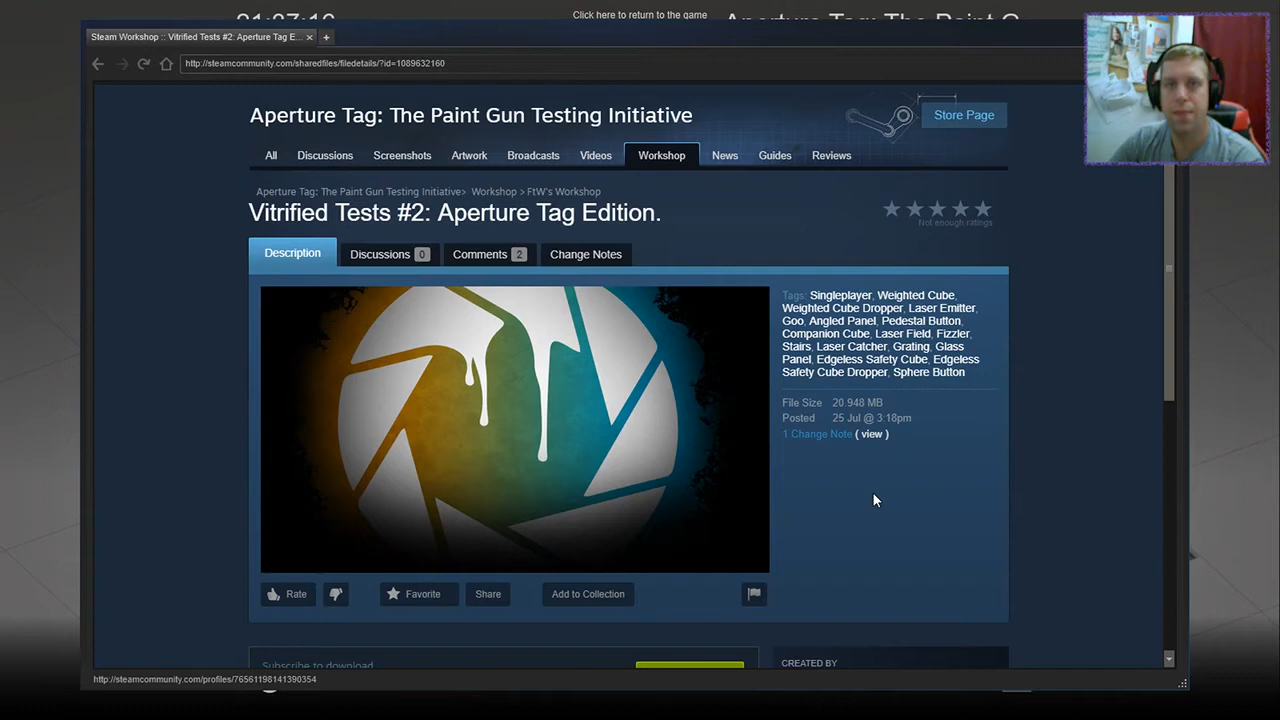 Click here to return to the game
Steam Workshop :: Vitrified Tests #2: Aperture Tag E... × +
http://steamcommunity.com/sharedfiles/filedetails/?id=1089632160
Aperture Tag: The Paint Gun Testing Initiative
Store Page
All Discussions Screenshots Artwork Broadcasts Videos Workshop News Guides Reviews
Aperture Tag: The Paint Gun Testing Initiative> Workshop > FtW's Workshop
Vitrified Tests #2: Aperture Tag Edition.
Not enough ratings
Description Discussions 0 Comments 2 Change Notes
Tags: Singleplayer, Weighted Cube,
Weighted Cube Dropper, Laser Emitter,
Goo, Angled Panel, Pedestal Button,
Companion Cube, Laser Field, Fizzler,
Stairs, Laser Catcher, Grating, Glass
Panel, Edgeless Safety Cube, Edgeless
Safety Cube Dropper, Sphere Button
File Size 20.948 MB
Posted 25 Jul @ 3:18pm
1 Change Note ( view )
Rate Favorite Share Add to Collection
Subscribe to download
CREATED BY
http://steamcommunity.com/profiles/76561198141390354